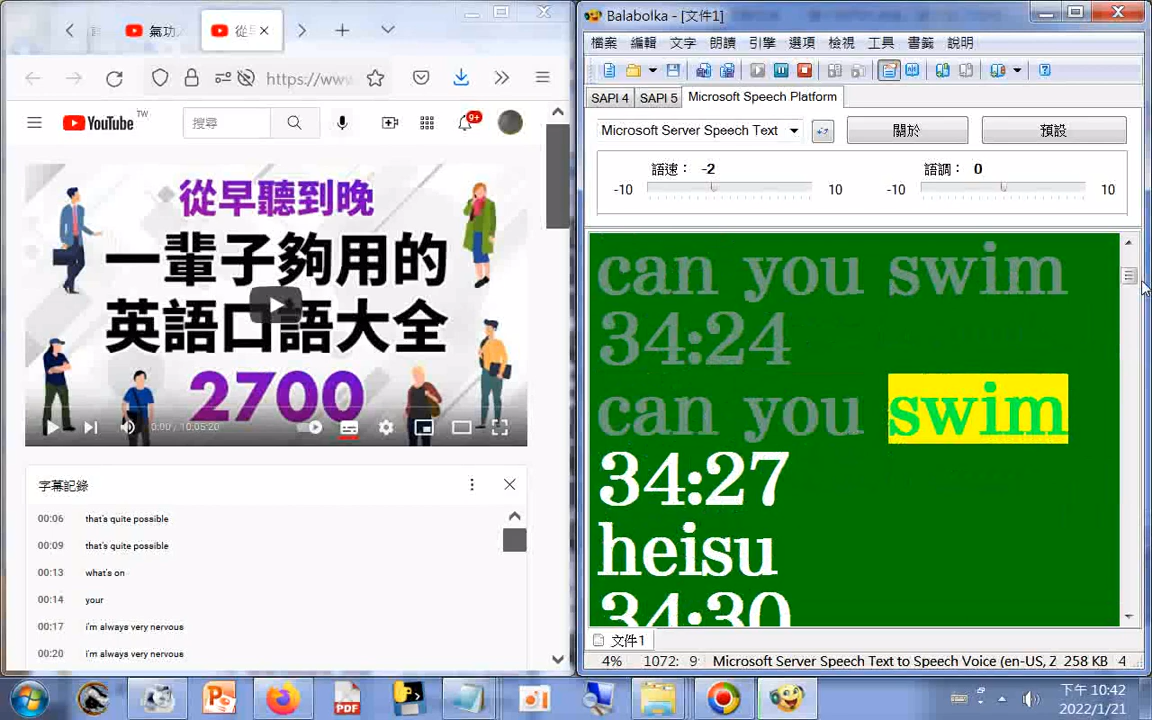 氣功
從
https://www
YouTube TW
搜尋
9+
從早聽到晚
一輩子夠用的
英語口語大全
2700
0:00 / 10:05:20
字幕記錄
00:06 that's quite possible
00:09 that's quite possible
00:13 what's on
00:14 your
00:17 i'm always very nervous
00:20 i'm always very nervous
Balabolka - [文件1]
檔案 編輯 文字 朗讀 引擎 選項 檢視 工具 書籤 說明
SAPI 4 SAPI 5 Microsoft Speech Platform
Microsoft Server Speech Text 關於 預設
語速： -2 語調： 0
-10 10 -10 10
can you swim
34:24
can you swim
34:27
heisu
34:30
文件1
4% 1072: 9 Microsoft Server Speech Text to Speech Voice (en-US, Z 258 KB 4
PDF
下午 10:42
2022/1/21